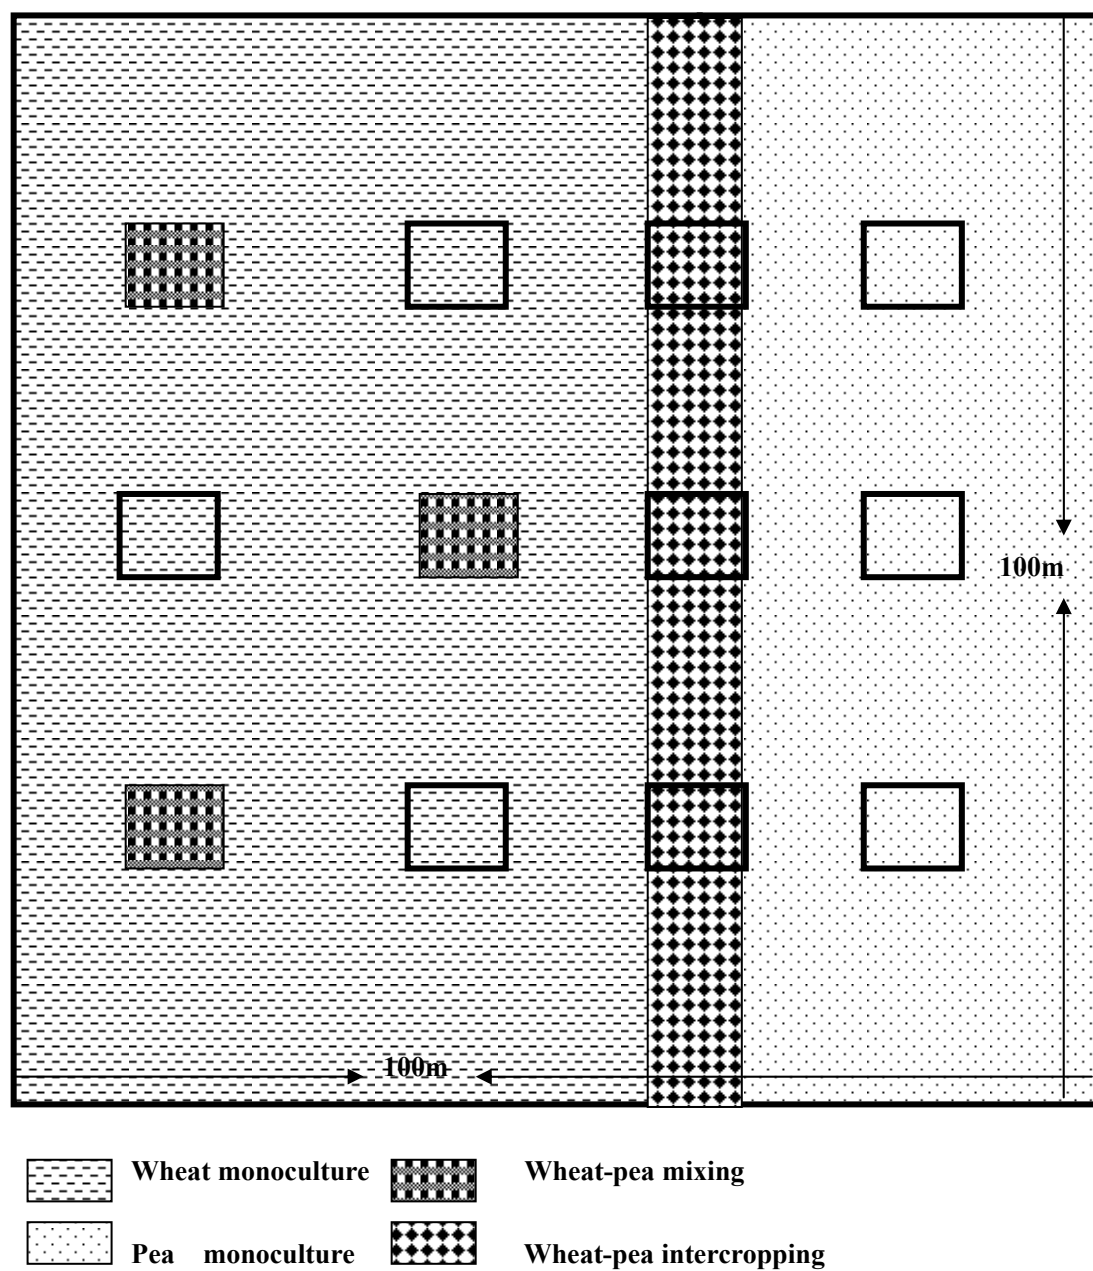 100m
100m
Wheat monoculture
Wheat-pea mixing
Pea monoculture
Wheat-pea intercropping